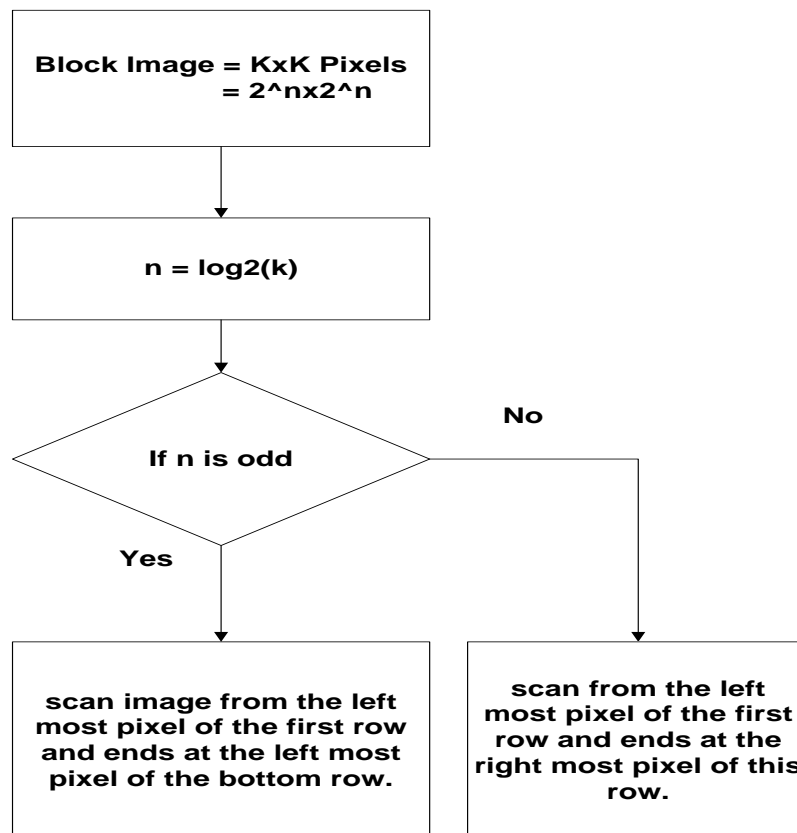 Block Image = KxK Pixels
= 2^nx2^n
n = log2(k)
If n is odd
No
Yes
scan image from the left
most pixel of the first row
and ends at the left most
pixel of the bottom row.
scan from the left
most pixel of the first
row and ends at the
right most pixel of this
row.